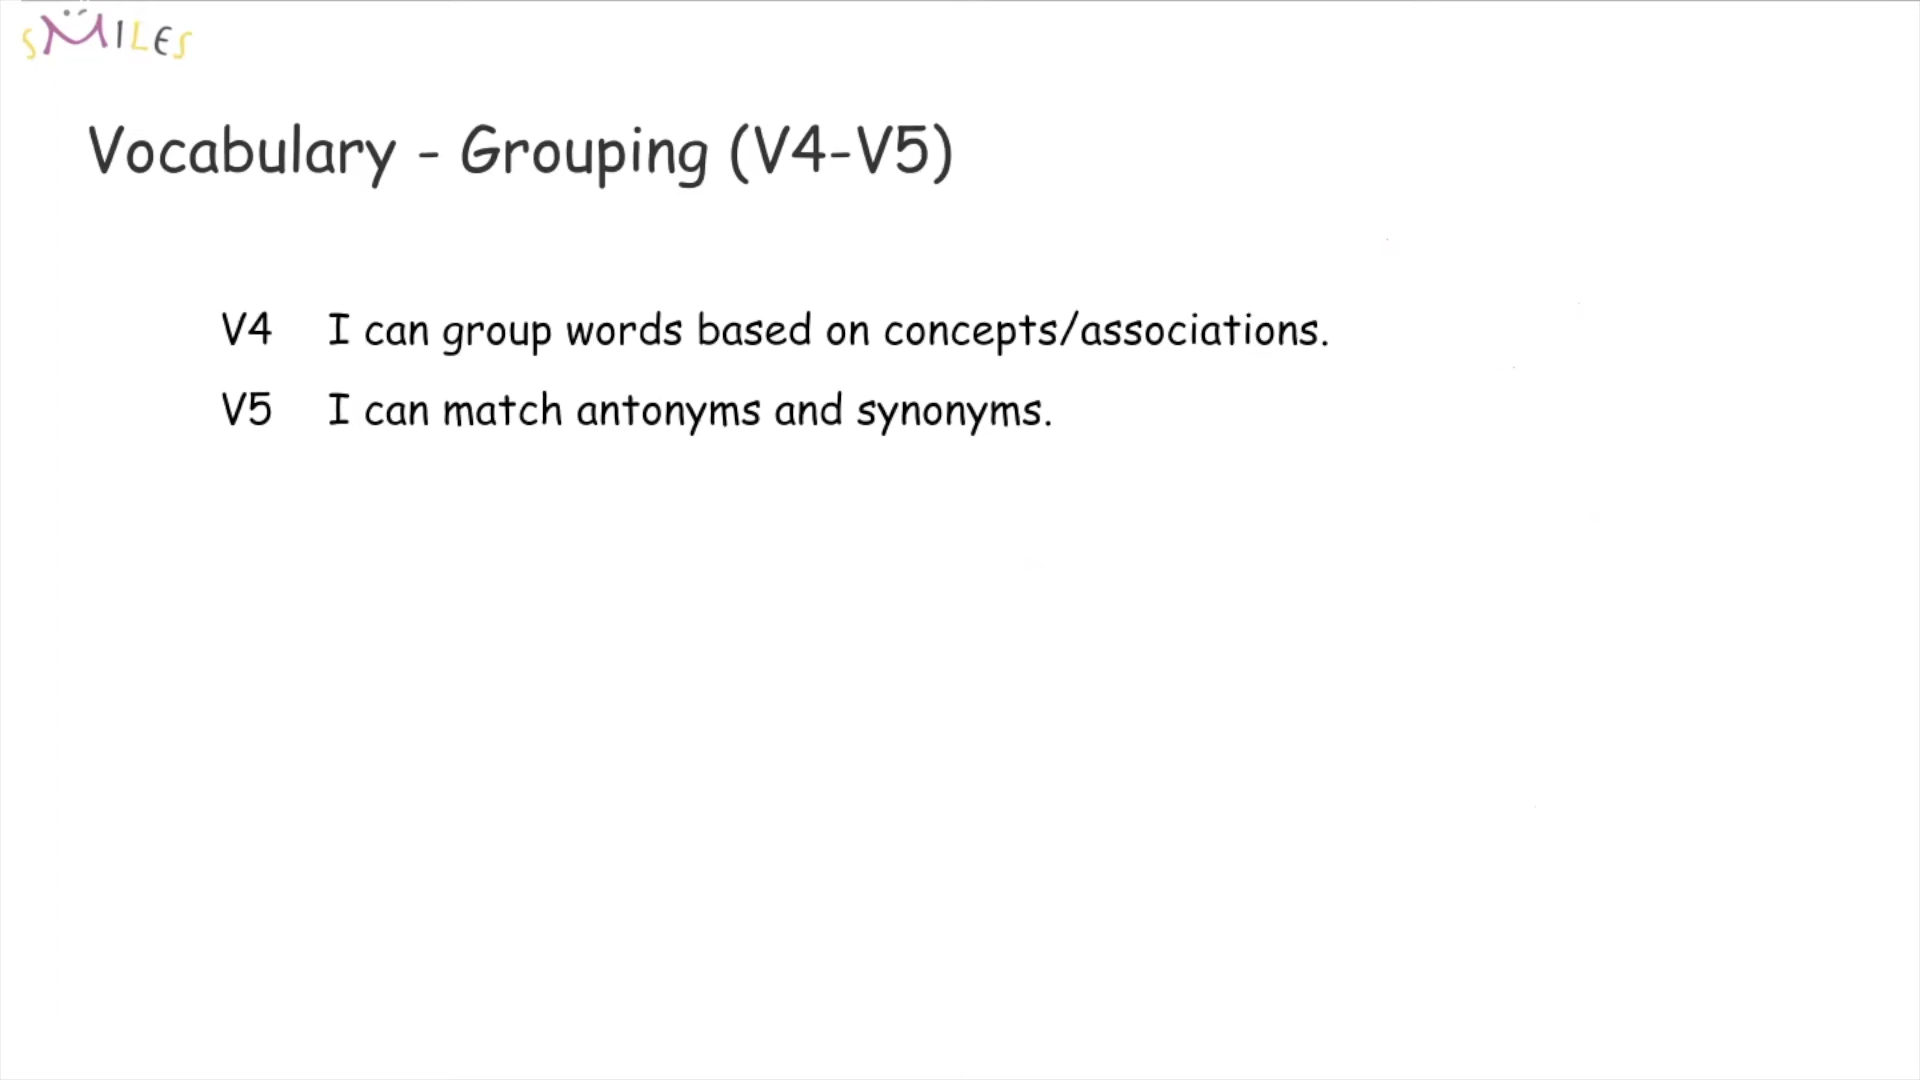 sMILES
Vocabulary - Grouping (V4-V5)
V4 I can group words based on concepts/associations.
V5 I can match antonyms and synonyms.